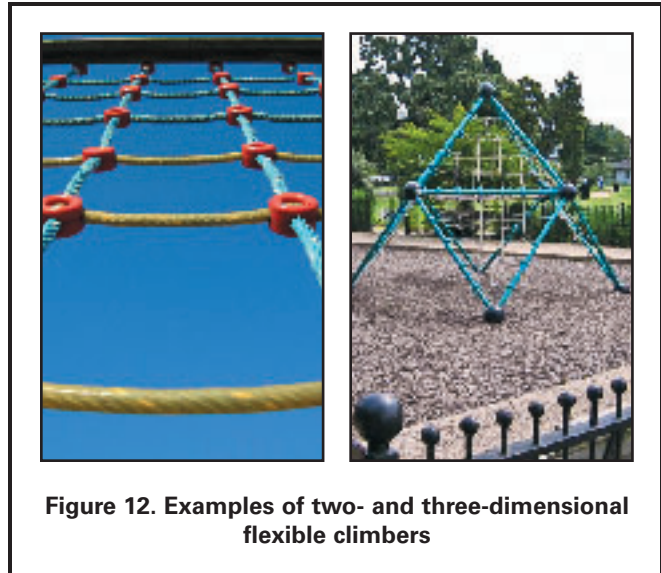 Figure 12. Examples of two- and three-dimensional
flexible climbers